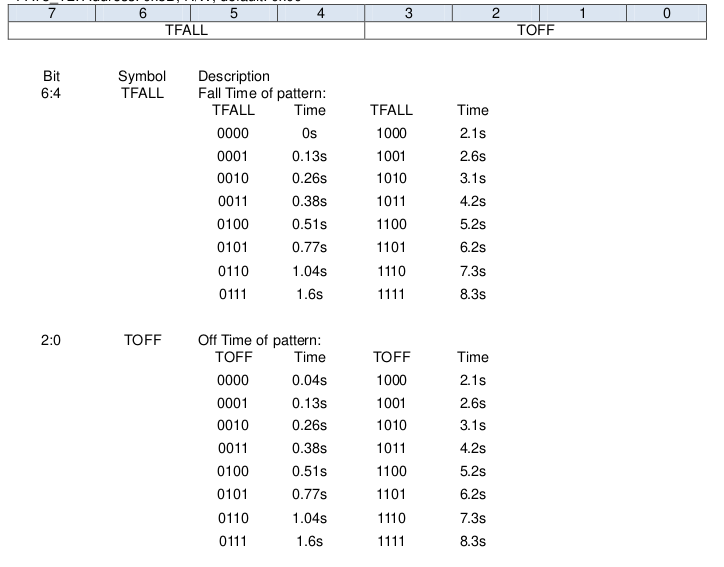 7 6 5 4 3 2 1 0
TFALL TOFF
Bit Symbol Description
6:4 TFALL Fall Time of pattern:
TFALL Time TFALL Time
0000 0s 1000 2.1s
0001 0.13s 1001 2.6s
0010 0.26s 1010 3.1s
0011 0.38s 1011 4.2s
0100 0.51s 1100 5.2s
0101 0.77s 1101 6.2s
0110 1.04s 1110 7.3s
0111 1.6s 1111 8.3s
2:0 TOFF Off Time of pattern:
TOFF Time TOFF Time
0000 0.04s 1000 2.1s
0001 0.13s 1001 2.6s
0010 0.26s 1010 3.1s
0011 0.38s 1011 4.2s
0100 0.51s 1100 5.2s
0101 0.77s 1101 6.2s
0110 1.04s 1110 7.3s
0111 1.6s 1111 8.3s